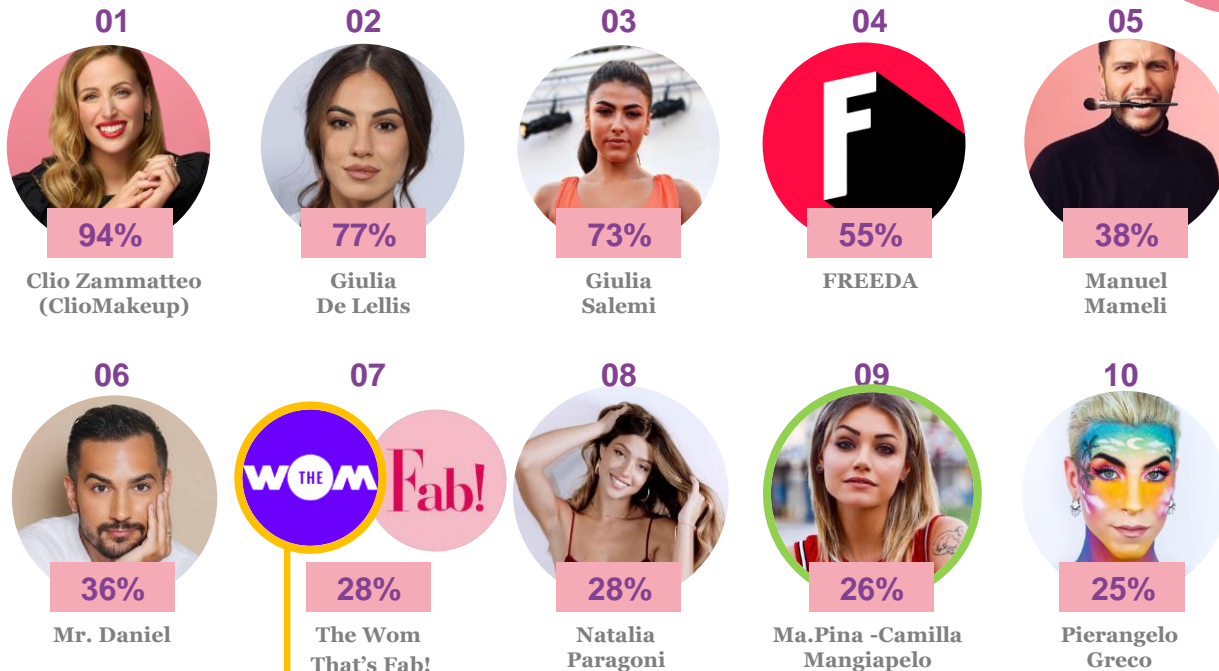 01
02
03
04
05
F
94%
77%
73%
55%
38%
Clio Zammatteo
(ClioMakeup)
Giulia
De Lellis
Giulia
Salemi
FREEDA
Manuel
Mameli
06
07
08
09
10
THE WOM
Fab!
36%
28%
28%
26%
25%
Mr. Daniel
The Wom
That's Fab!
Natalia
Paragoni
Ma.Pina -Camilla
Mangiapelo
Pierangelo
Greco